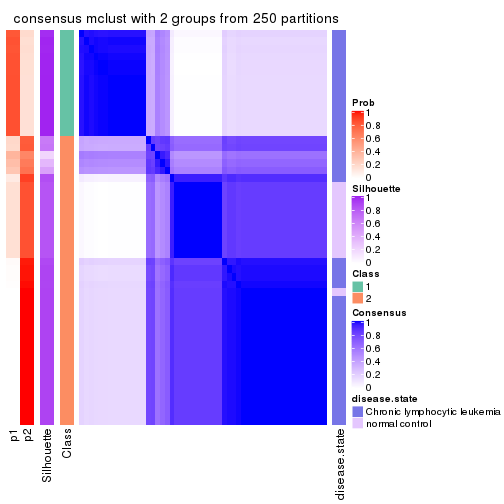 consensus mclust with 2 groups from 250 partitions
Prob
1
0.8
0.6
0.4
0.2
0
Silhouette
1
0.8
0.6
0.4
0.2
0
Class
1
2
Consensus
1
0.8
0.6
0.4
0.2
0
disease.state
Chronic lymphocytic leukemia
normal control
p1
p2
Silhouette
Class
disease.state